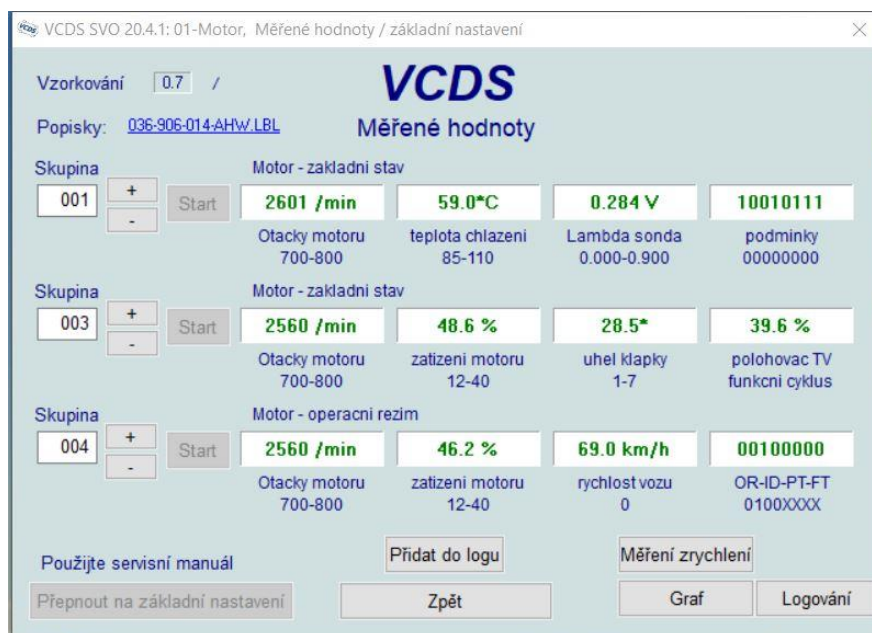 VCDS SVO 20.4.1: 01-Motor, Měřené hodnoty / základní nastavení
Vzorkování 0.7 /
VCDS
Popisky: 036-906-014-AHW.LBL
Měřené hodnoty
Skupina
Motor - zakladni stav
001 + - Start
2601 /min 59.0*C 0.284 V 10010111
Otacky motoru teplota chlazeni Lambda sonda podminky
700-800 85-110 0.000-0.900 00000000
Skupina
Motor - zakladni stav
003 + - Start
2560 /min 48.6 % 28.5* 39.6 %
Otacky motoru zatizeni motoru uhel klapky polohovac TV
700-800 12-40 1-7 funkcni cyklus
Skupina
Motor - operacni rezim
004 + - Start
2560 /min 46.2 % 69.0 km/h 00100000
Otacky motoru zatizeni motoru rychlost vozu OR-ID-PT-FT
700-800 12-40 0 0100XXXX
Použijte servisní manuál
Přidat do logu
Měření zrychlení
Přepnout na základní nastavení
Zpět
Graf
Logování